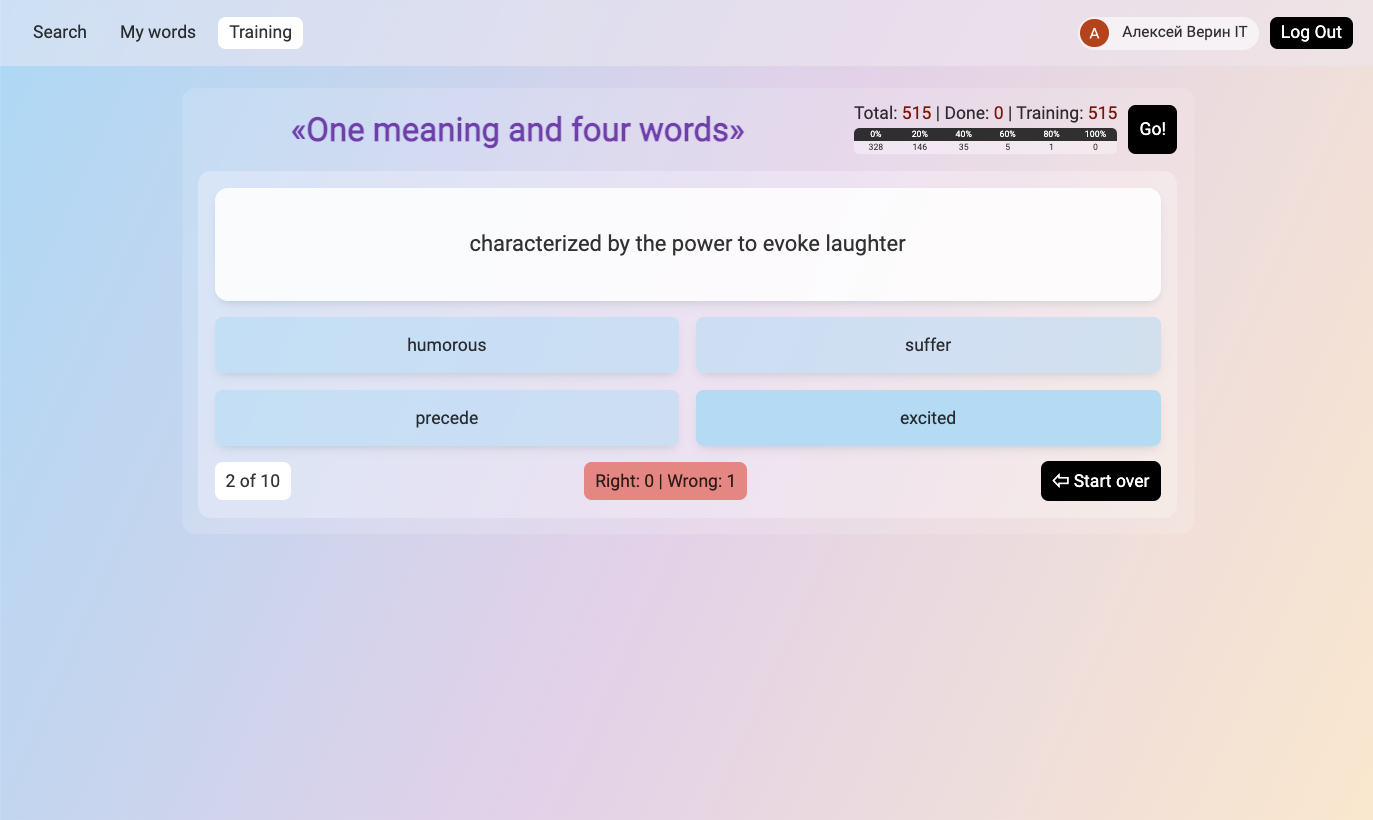 Search My words Training A Алексей Верин IT Log Out
«One meaning and four words»
Total: 515 | Done: 0 | Training: 515
0% 20% 40% 60% 80% 100%
328 146 35 5 1 0
Go!
characterized by the power to evoke laughter
humorous suffer
precede excited
2 of 10 Right: 0 | Wrong: 1 ⇦ Start over